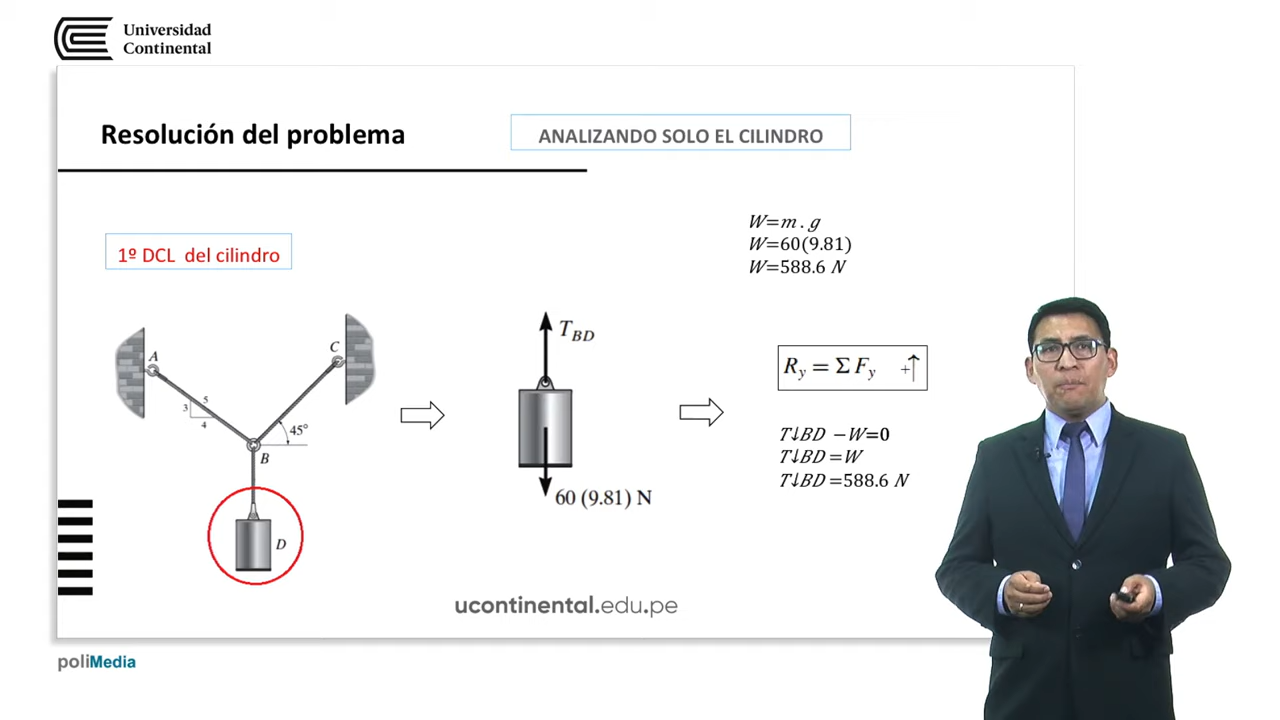 Universidad
Continental
Resolución del problema
ANALIZANDO SOLO EL CILINDRO
W=m.g
W=60(9.81)
W=588.6 N
1º DCL del cilindro
A
C
5
3
4
45°
B
D
T_BD
60 (9.81) N
R_y = Σ F_y +↑
T↓BD −W=0
T↓BD =W
T↓BD =588.6 N
ucontinental.edu.pe
poliMedia